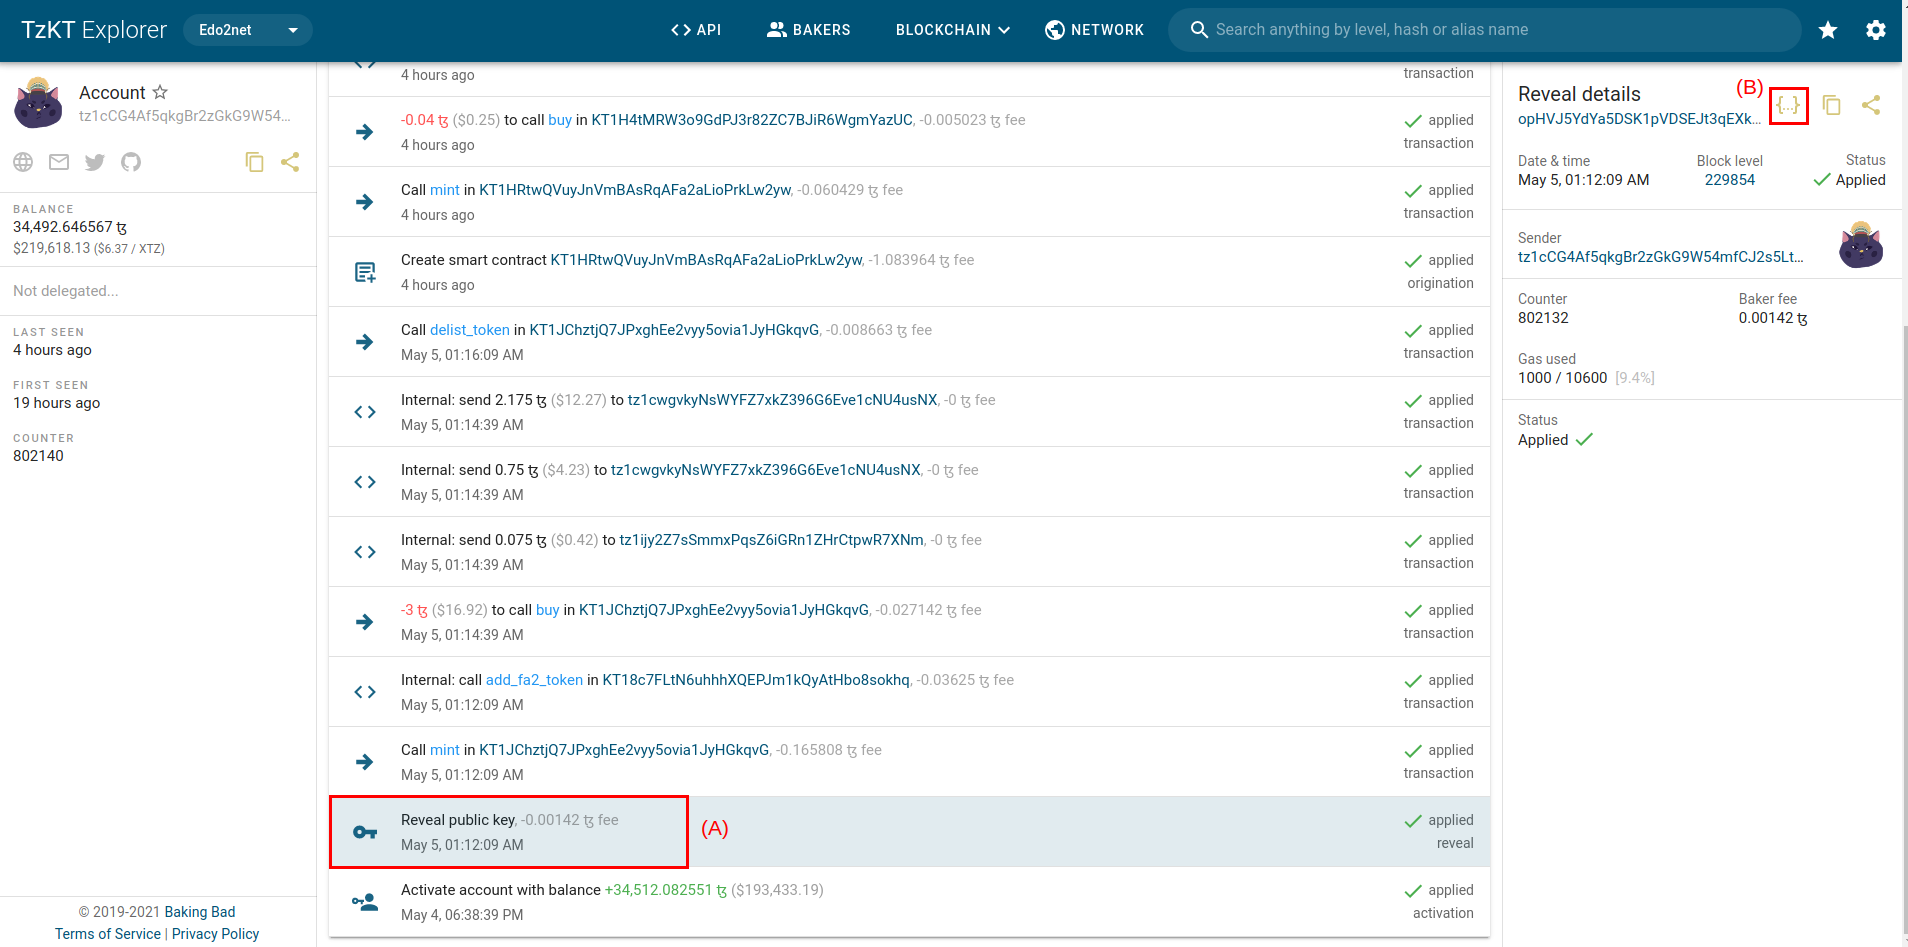 TzKT Explorer
Edo2net
API
BAKERS
BLOCKCHAIN
NETWORK
Search anything by level, hash or alias name
Account
tz1cCG4Af5qkgBr2zGkG9W54...
BALANCE
34,492.646567 ꜩ
$219,618.13 ($6.37 / XTZ)
Not delegated...
LAST SEEN
4 hours ago
FIRST SEEN
19 hours ago
COUNTER
802140
© 2019-2021 Baking Bad
Terms of Service | Privacy Policy
4 hours ago
transaction
-0.04 ꜩ ($0.25) to call buy in KT1H4tMRW3o9GdPJ3r82ZC7BJiR6WgmYazUC, -0.005023 ꜩ fee
applied
4 hours ago
transaction
Call mint in KT1HRtwQVuyJnVmBAsRqAFa2aLioPrkLw2yw, -0.060429 ꜩ fee
applied
4 hours ago
transaction
Create smart contract KT1HRtwQVuyJnVmBAsRqAFa2aLioPrkLw2yw, -1.083964 ꜩ fee
applied
4 hours ago
origination
Call delist_token in KT1JChztjQ7JPxghEe2vyy5ovia1JyHGkqvG, -0.008663 ꜩ fee
applied
May 5, 01:16:09 AM
transaction
Internal: send 2.175 ꜩ ($12.27) to tz1cwgvkyNsWYFZ7xkZ396G6Eve1cNU4usNX, -0 ꜩ fee
applied
May 5, 01:14:39 AM
transaction
Internal: send 0.75 ꜩ ($4.23) to tz1cwgvkyNsWYFZ7xkZ396G6Eve1cNU4usNX, -0 ꜩ fee
applied
May 5, 01:14:39 AM
transaction
Internal: send 0.075 ꜩ ($0.42) to tz1ijy2Z7sSmmxPqsZ6iGRn1ZHrCtpwR7XNm, -0 ꜩ fee
applied
May 5, 01:14:39 AM
transaction
-3 ꜩ ($16.92) to call buy in KT1JChztjQ7JPxghEe2vyy5ovia1JyHGkqvG, -0.027142 ꜩ fee
applied
May 5, 01:14:39 AM
transaction
Internal: call add_fa2_token in KT18c7FLtN6uhhhXQEPJm1kQyAtHbo8sokhq, -0.03625 ꜩ fee
applied
May 5, 01:12:09 AM
transaction
Call mint in KT1JChztjQ7JPxghEe2vyy5ovia1JyHGkqvG, -0.165808 ꜩ fee
applied
May 5, 01:12:09 AM
transaction
Reveal public key, -0.00142 ꜩ fee
(A)
applied
May 5, 01:12:09 AM
reveal
Activate account with balance +34,512.082551 ꜩ ($193,433.19)
applied
May 4, 06:38:39 PM
activation
Reveal details
(B)
{...}
opHVJ5YdYa5DSK1pVDSEJt3qEXk...
Date & time
Block level
Status
May 5, 01:12:09 AM
229854
Applied
Sender
tz1cCG4Af5qkgBr2zGkG9W54mfCJ2s5Lt...
Counter
Baker fee
802132
0.00142 ꜩ
Gas used
1000 / 10600 [9.4%]
Status
Applied